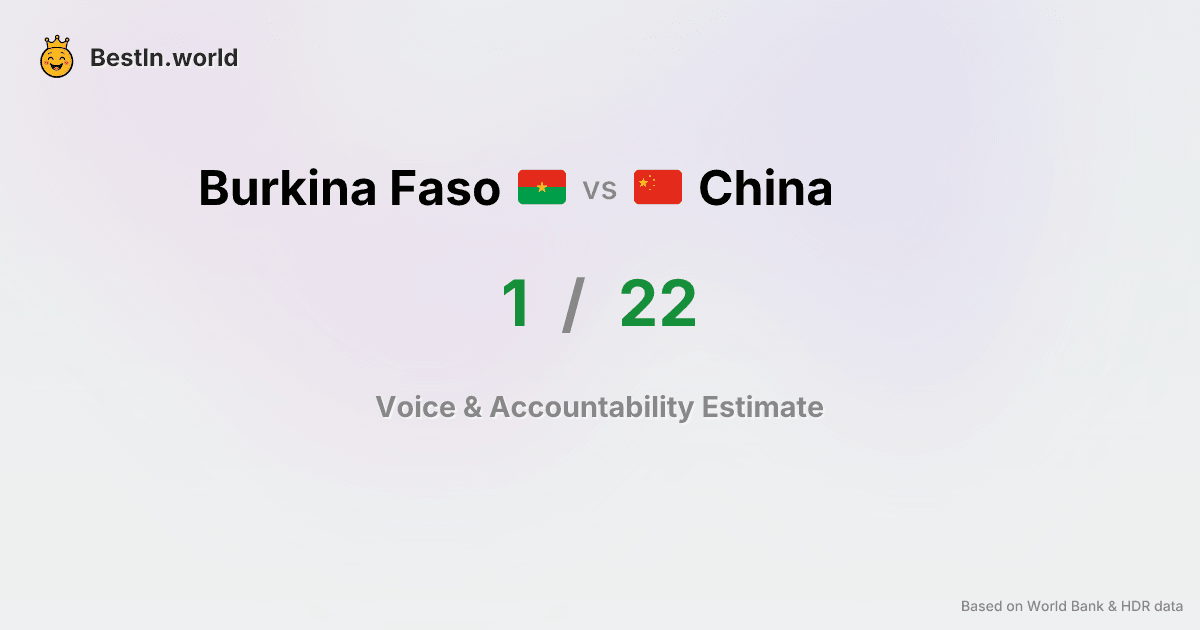 BestIn.world
Burkina Faso vs China
1 / 22
Voice & Accountability Estimate
Based on World Bank & HDR data